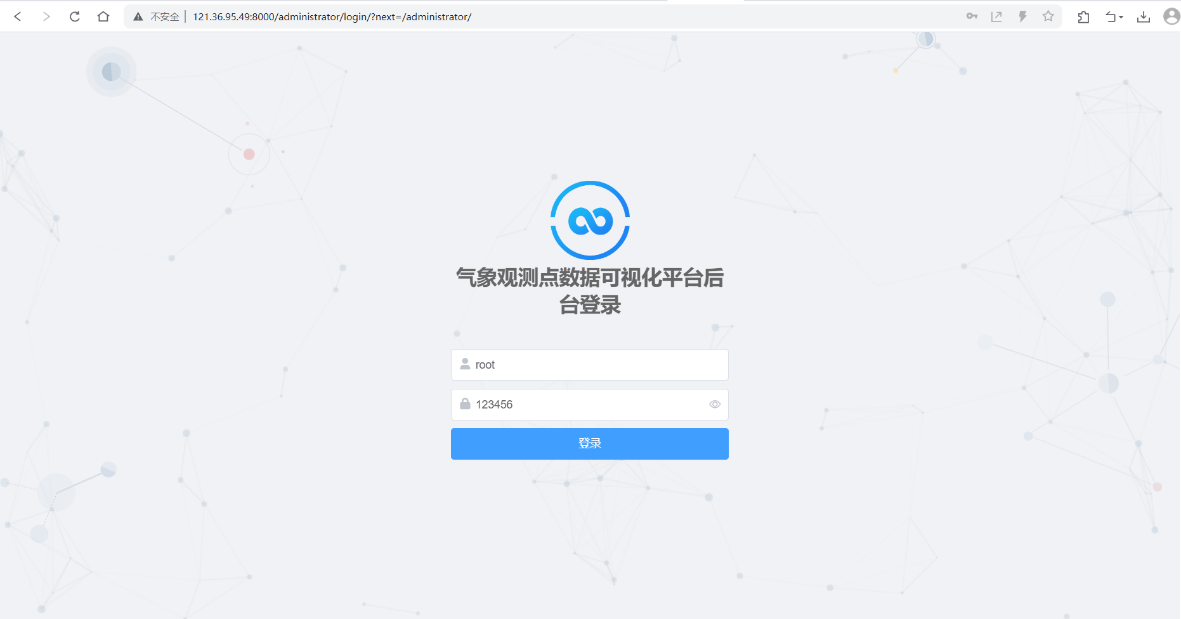 不安全 121.36.95.49:8000/administrator/login/?next=/administrator/
气象观测点数据可视化平台后
台登录
root
123456
登录